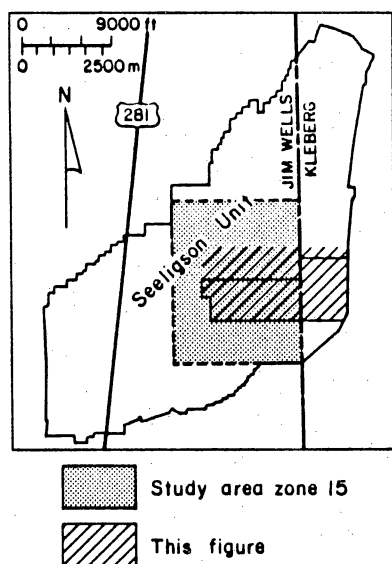 0 9000 ft
0 2500 m
N
281
JIM WELLS
KLEBERG
Seeligson Unit
Study area zone 15
This figure